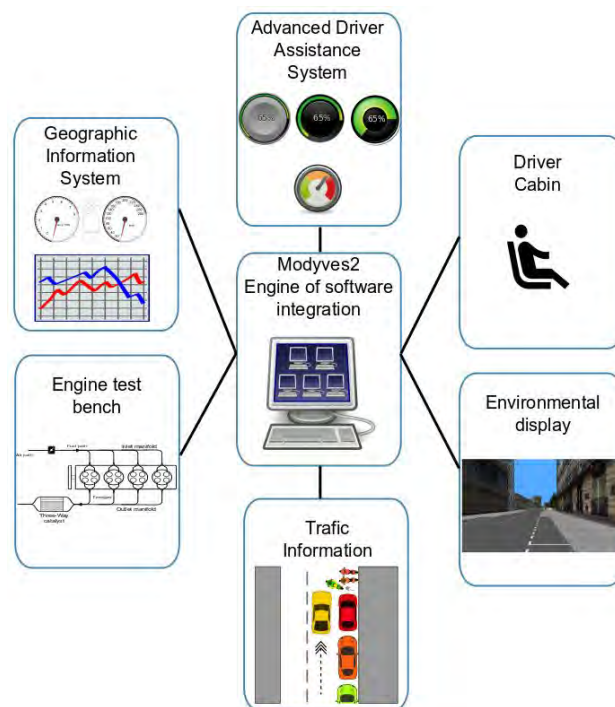 Advanced Driver
Assistance
System
65%
65%
65%
Geographic
Information
System
Driver
Cabin
Modyves2
Engine of software
integration
Engine test
bench
Inlet manifold
Outlet manifold
Three-Way
catalyst
Environmental
display
Trafic
Information